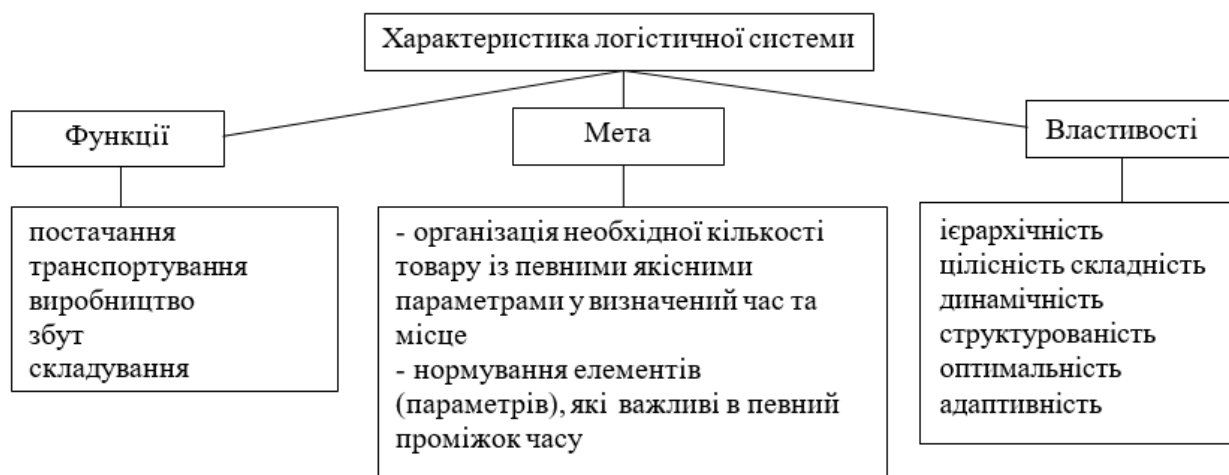 Характеристика логістичної системи
Функції
Мета
Властивості
постачання
транспортування
виробництво
збут
складування
- організація необхідної кількості
товару із певними якісними
параметрами у визначений час та
місце
- нормування елементів
(параметрів), які важливі в певний
проміжок часу
ієрархічність
цілісність складність
динамічність
структурованість
оптимальність
адаптивність